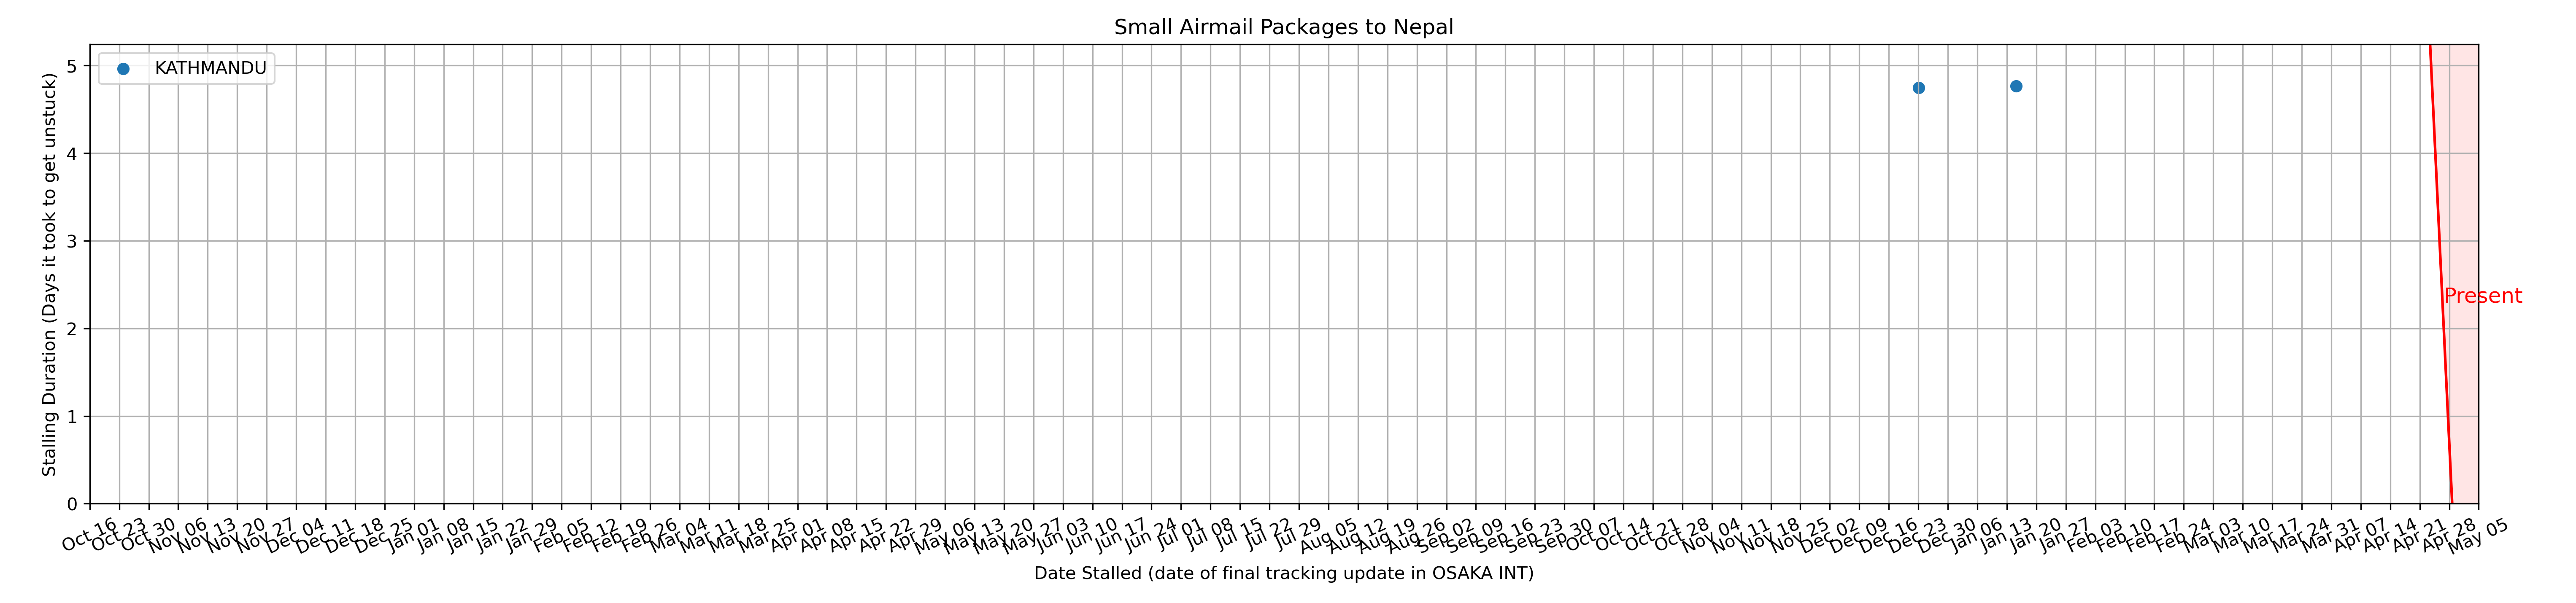 Small Airmail Packages to Nepal
KATHMANDU
Stalling Duration (Days it took to get unstuck)
5
4
3
2
1
0
Present
Oct 16
Oct 23
Oct 30
Nov 06
Nov 13
Nov 20
Nov 27
Dec 04
Dec 11
Dec 18
Dec 25
Jan 01
Jan 08
Jan 15
Jan 22
Jan 29
Feb 05
Feb 12
Feb 19
Feb 26
Mar 04
Mar 11
Mar 18
Mar 25
Apr 01
Apr 08
Apr 15
Apr 22
Apr 29
May 06
May 13
May 20
May 27
Jun 03
Jun 10
Jun 17
Jun 24
Jul 01
Jul 08
Jul 15
Jul 22
Jul 29
Aug 05
Aug 12
Aug 19
Aug 26
Sep 02
Sep 09
Sep 16
Sep 23
Sep 30
Oct 07
Oct 14
Oct 21
Oct 28
Nov 04
Nov 11
Nov 18
Nov 25
Dec 02
Dec 09
Dec 16
Dec 23
Dec 30
Jan 06
Jan 13
Jan 20
Jan 27
Feb 03
Feb 10
Feb 17
Feb 24
Mar 03
Mar 10
Mar 17
Mar 24
Mar 31
Apr 07
Apr 14
Apr 21
Apr 28
May 05
Date Stalled (date of final tracking update in OSAKA INT)